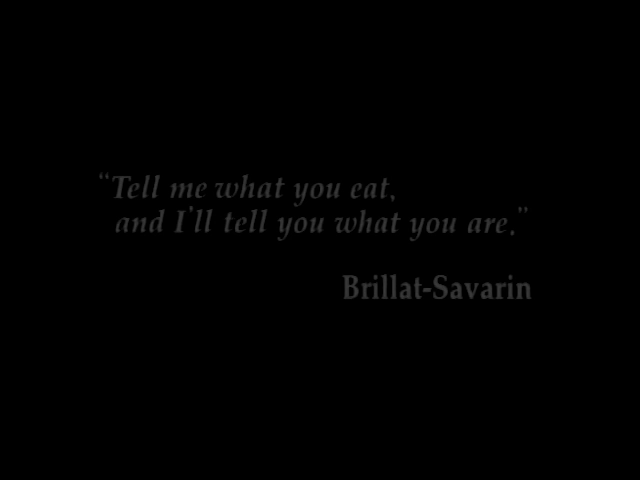 “Tell me what you eat,
and I'll tell you what you are.”
Brillat-Savarin